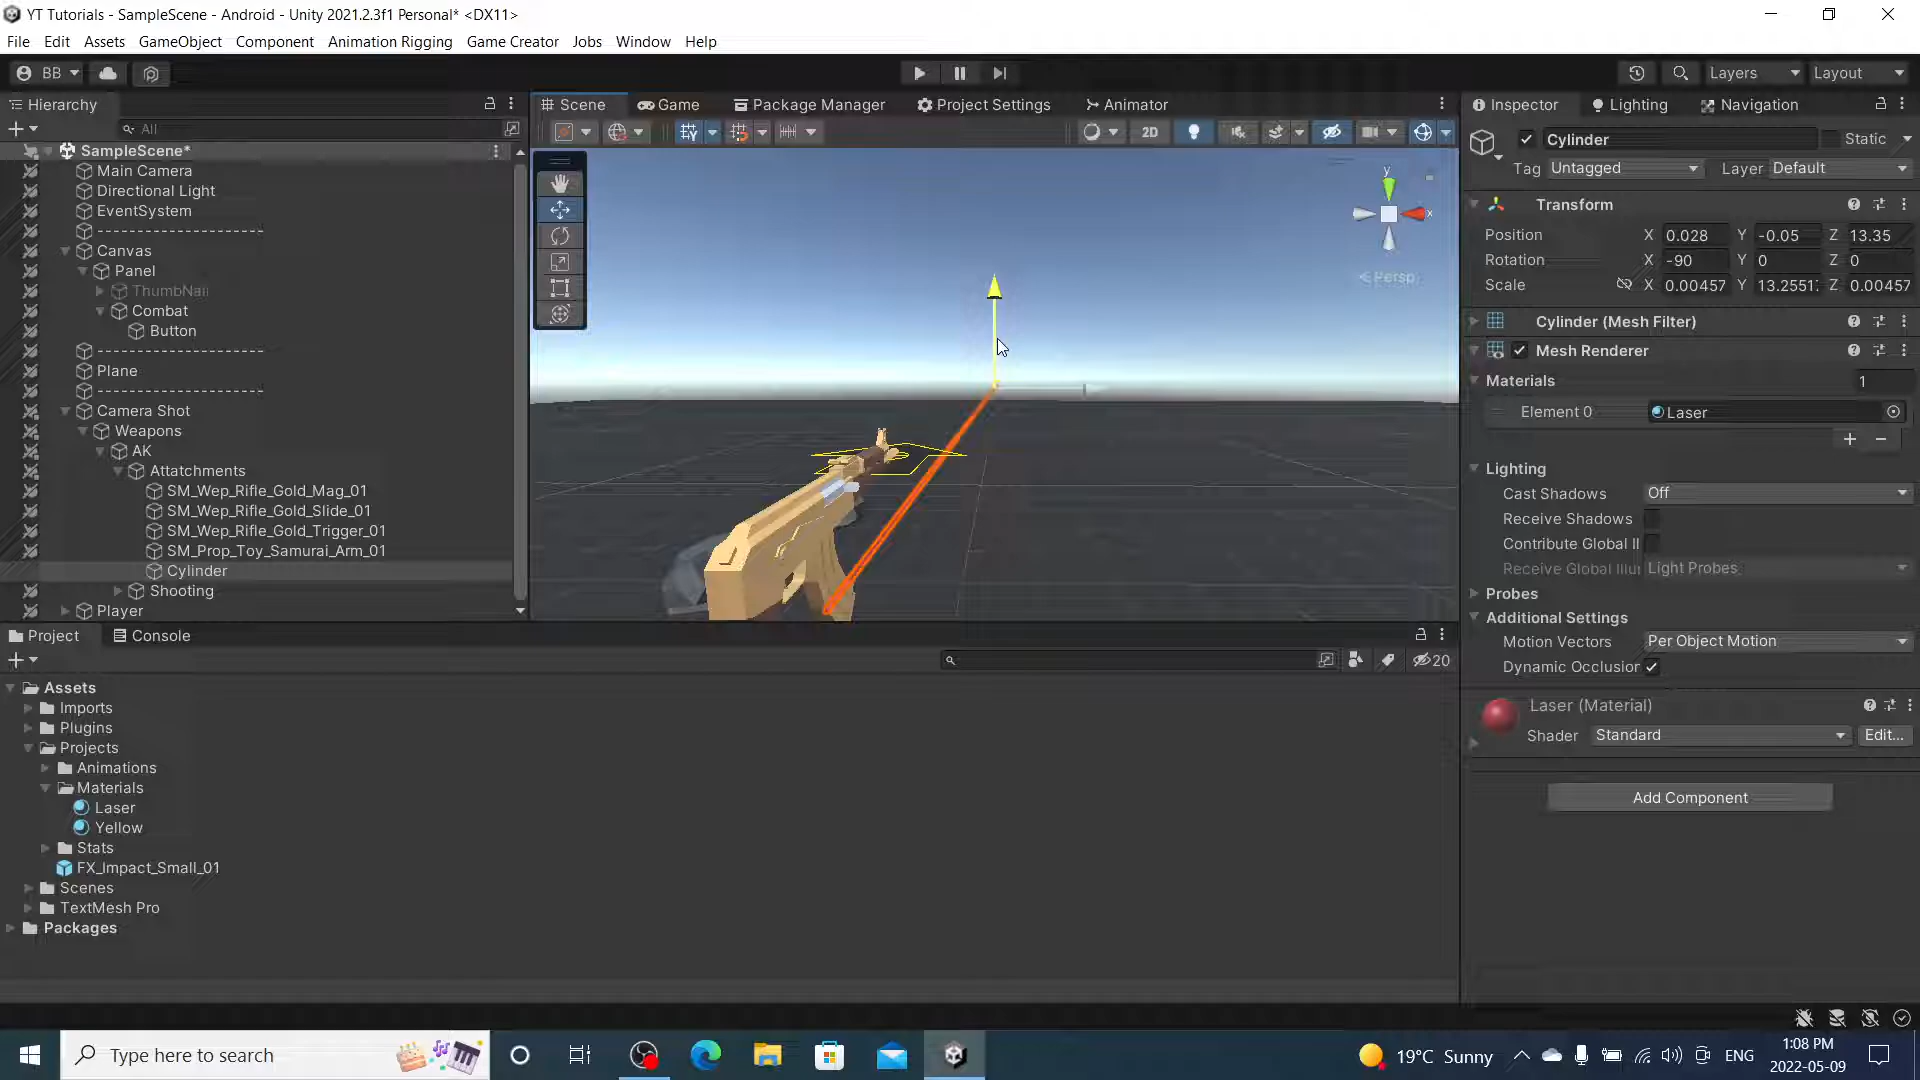 YT Tutorials - SampleScene - Android - Unity 2021.2.3f1 Personal* <DX11>
File Edit Assets GameObject Component Animation Rigging Game Creator Jobs Window Help
BB Layers Layout
Hierarchy
All
SampleScene*
Main Camera
Directional Light
EventSystem
-----------------------
Canvas
Panel
ThumbNail
Combat
Button
-----------------------
Plane
-----------------------
Camera Shot
Weapons
AK
Attatchments
SM_Wep_Rifle_Gold_Mag_01
SM_Wep_Rifle_Gold_Slide_01
SM_Wep_Rifle_Gold_Trigger_01
SM_Prop_Toy_Samurai_Arm_01
Cylinder
Shooting
Player
Scene Game Package Manager Project Settings Animator
2D
y
x
Persp
Inspector Lighting Navigation
Cylinder Static
Tag Untagged Layer Default
Transform
Position X 0.028 Y -0.05 Z 13.35
Rotation X -90 Y 0 Z 0
Scale X 0.00457 Y 13.2551 Z 0.00457
Cylinder (Mesh Filter)
Mesh Renderer
Materials 1
Element 0 Laser
Lighting
Cast Shadows Off
Receive Shadows
Contribute Global Il
Receive Global Illu Light Probes
Probes
Additional Settings
Motion Vectors Per Object Motion
Dynamic Occlusion
Laser (Material)
Shader Standard Edit...
Add Component
Project Console
20
Assets
Imports
Plugins
Projects
Animations
Materials
Laser
Yellow
Stats
FX_Impact_Small_01
Scenes
TextMesh Pro
Packages
Type here to search
19°C Sunny
ENG
1:08 PM
2022-05-09